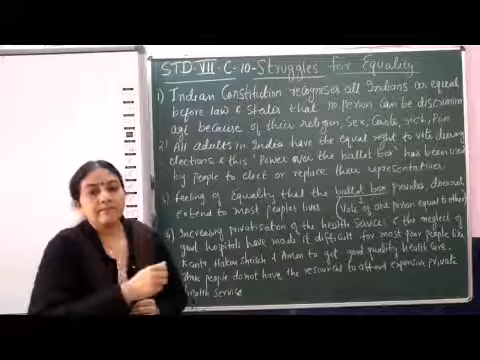 STD-VII-C-10-Struggles for Equality
1) Indian Constitution recognises all Indians as equal
before law & States that no person can be discrimin
ate because of their religion, Sex, Caste, rich, Poor
2) All adults in India have the equal right to vote during
elections & this 'Power over the ballot box' has been used
by people to elect or replace their representatives.
3) Feeling of Equality that the ballot box provides doesnot
extend to most peoples lives (Vote of one person equal to other)
4) Increasing privatisation of the health Services & the neglect of
govt hospitals have made it difficult for most poor people like
Kanta Hakim Shrish & Aman to get good quality health care.
These people do not have the resources to afford expensive private
health Service